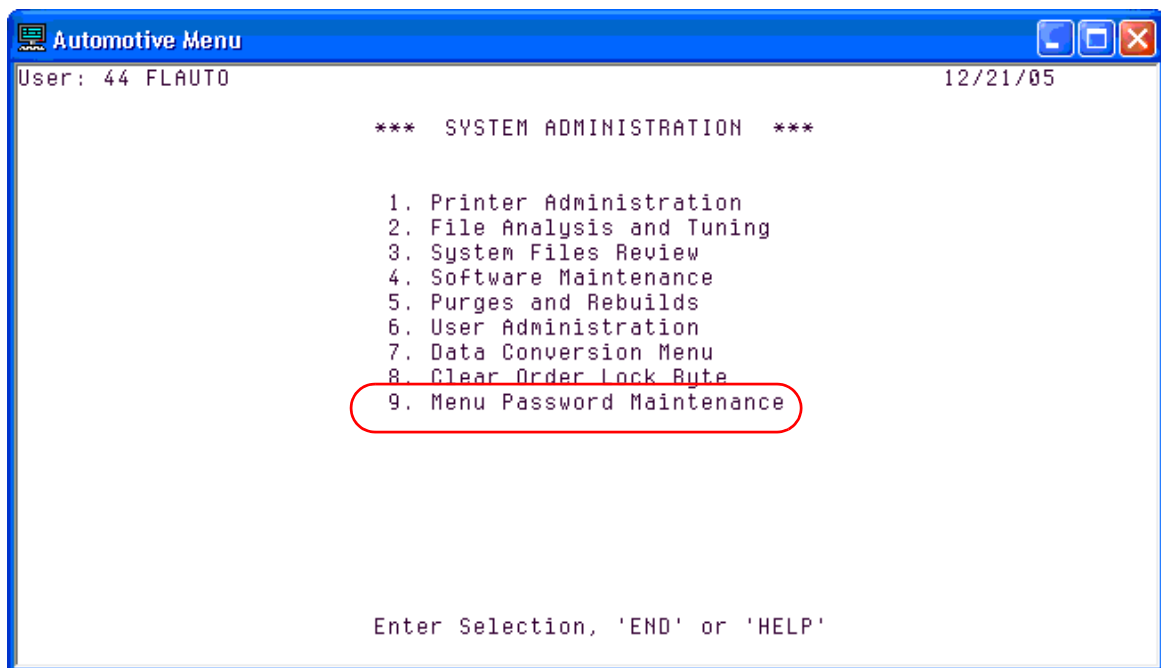 Automotive Menu
User: 44 FLAUTO 12/21/05
*** SYSTEM ADMINISTRATION ***
1. Printer Administration
2. File Analysis and Tuning
3. System Files Review
4. Software Maintenance
5. Purges and Rebuilds
6. User Administration
7. Data Conversion Menu
8. Clear Order Lock Byte
9. Menu Password Maintenance
Enter Selection, 'END' or 'HELP'